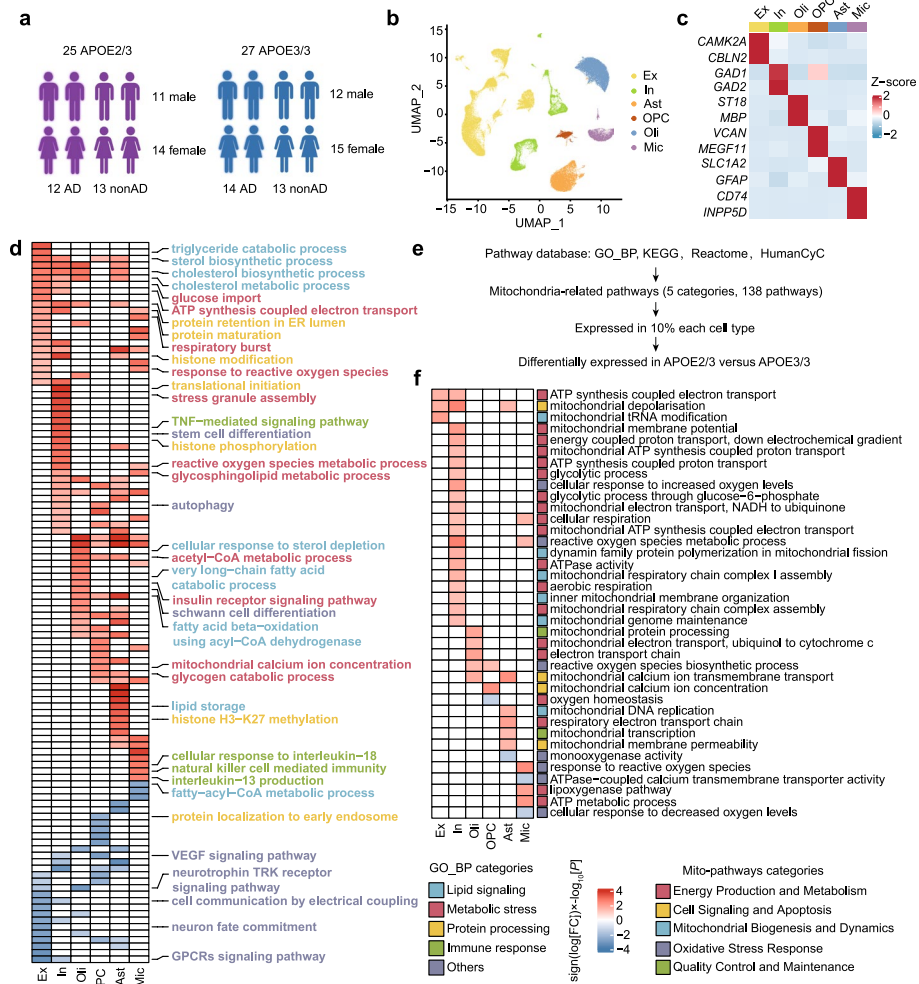 a
25 APOE2/3
27 APOE3/3
11 male
12 male
14 female
15 female
12 AD
13 nonAD
14 AD
13 nonAD
b
UMAP_2
15
10
5
0
−5
−10
−15
−10
−5
0
5
10
UMAP_1
Ex
In
Ast
OPC
Oli
Mic
c
Ex
In
Oli
OPC
Ast
Mic
CAMK2A
CBLN2
GAD1
GAD2
ST18
MBP
VCAN
MEGF11
SLC1A2
GFAP
CD74
INPP5D
Z−score
2
0
−2
d
triglyceride catabolic process
sterol biosynthetic process
cholesterol biosynthetic process
cholesterol metabolic process
glucose import
ATP synthesis coupled electron transport
protein retention in ER lumen
protein maturation
respiratory burst
histone modification
response to reactive oxygen species
translational initiation
stress granule assembly
TNF−mediated signaling pathway
stem cell differentiation
histone phosphorylation
reactive oxygen species metabolic process
glycosphingolipid metabolic process
autophagy
cellular response to sterol depletion
acetyl−CoA metabolic process
very long−chain fatty acid
catabolic process
insulin receptor signaling pathway
schwann cell differentiation
fatty acid beta−oxidation
using acyl−CoA dehydrogenase
mitochondrial calcium ion concentration
glycogen catabolic process
lipid storage
histone H3−K27 methylation
cellular response to interleukin−18
natural killer cell mediated immunity
interleukin−13 production
fatty−acyl−CoA metabolic process
protein localization to early endosome
VEGF signaling pathway
neurotrophin TRK receptor
signaling pathway
cell communication by electrical coupling
neuron fate commitment
GPCRs signaling pathway
Ex
In
Oli
OPC
Ast
Mic
e
Pathway database: GO_BP, KEGG, Reactome, HumanCyC
Mitochondria-related pathways (5 categories, 138 pathways)
Expressed in 10% each cell type
Differentially expressed in APOE2/3 versus APOE3/3
f
ATP synthesis coupled electron transport
mitochondrial depolarisation
mitochondrial tRNA modification
mitochondrial membrane potential
energy coupled proton transport, down electrochemical gradient
mitochondrial ATP synthesis coupled proton transport
ATP synthesis coupled proton transport
glycolytic process
cellular response to increased oxygen levels
glycolytic process through glucose−6−phosphate
mitochondrial electron transport, NADH to ubiquinone
cellular respiration
mitochondrial ATP synthesis coupled electron transport
reactive oxygen species metabolic process
dynamin family protein polymerization in mitochondrial fission
ATPase activity
mitochondrial respiratory chain complex I assembly
aerobic respiration
inner mitochondrial membrane organization
mitochondrial respiratory chain complex assembly
mitochondrial genome maintenance
mitochondrial protein processing
mitochondrial electron transport, ubiquinol to cytochrome c
electron transport chain
reactive oxygen species biosynthetic process
mitochondrial calcium ion transmembrane transport
mitochondrial calcium ion concentration
oxygen homeostasis
mitochondrial DNA replication
respiratory electron transport chain
mitochondrial transcription
mitochondrial membrane permeability
monooxygenase activity
response to reactive oxygen species
ATPase−coupled calcium transmembrane transporter activity
lipoxygenase pathway
ATP metabolic process
cellular response to decreased oxygen levels
Ex
In
Oli
OPC
Ast
Mic
GO_BP categories
Lipid signaling
Metabolic stress
Protein processing
Immune response
Others
sign(log[FC])×-log₁₀[P]
4
2
0
−2
−4
Mito-pathways categories
Energy Production and Metabolism
Cell Signaling and Apoptosis
Mitochondrial Biogenesis and Dynamics
Oxidative Stress Response
Quality Control and Maintenance